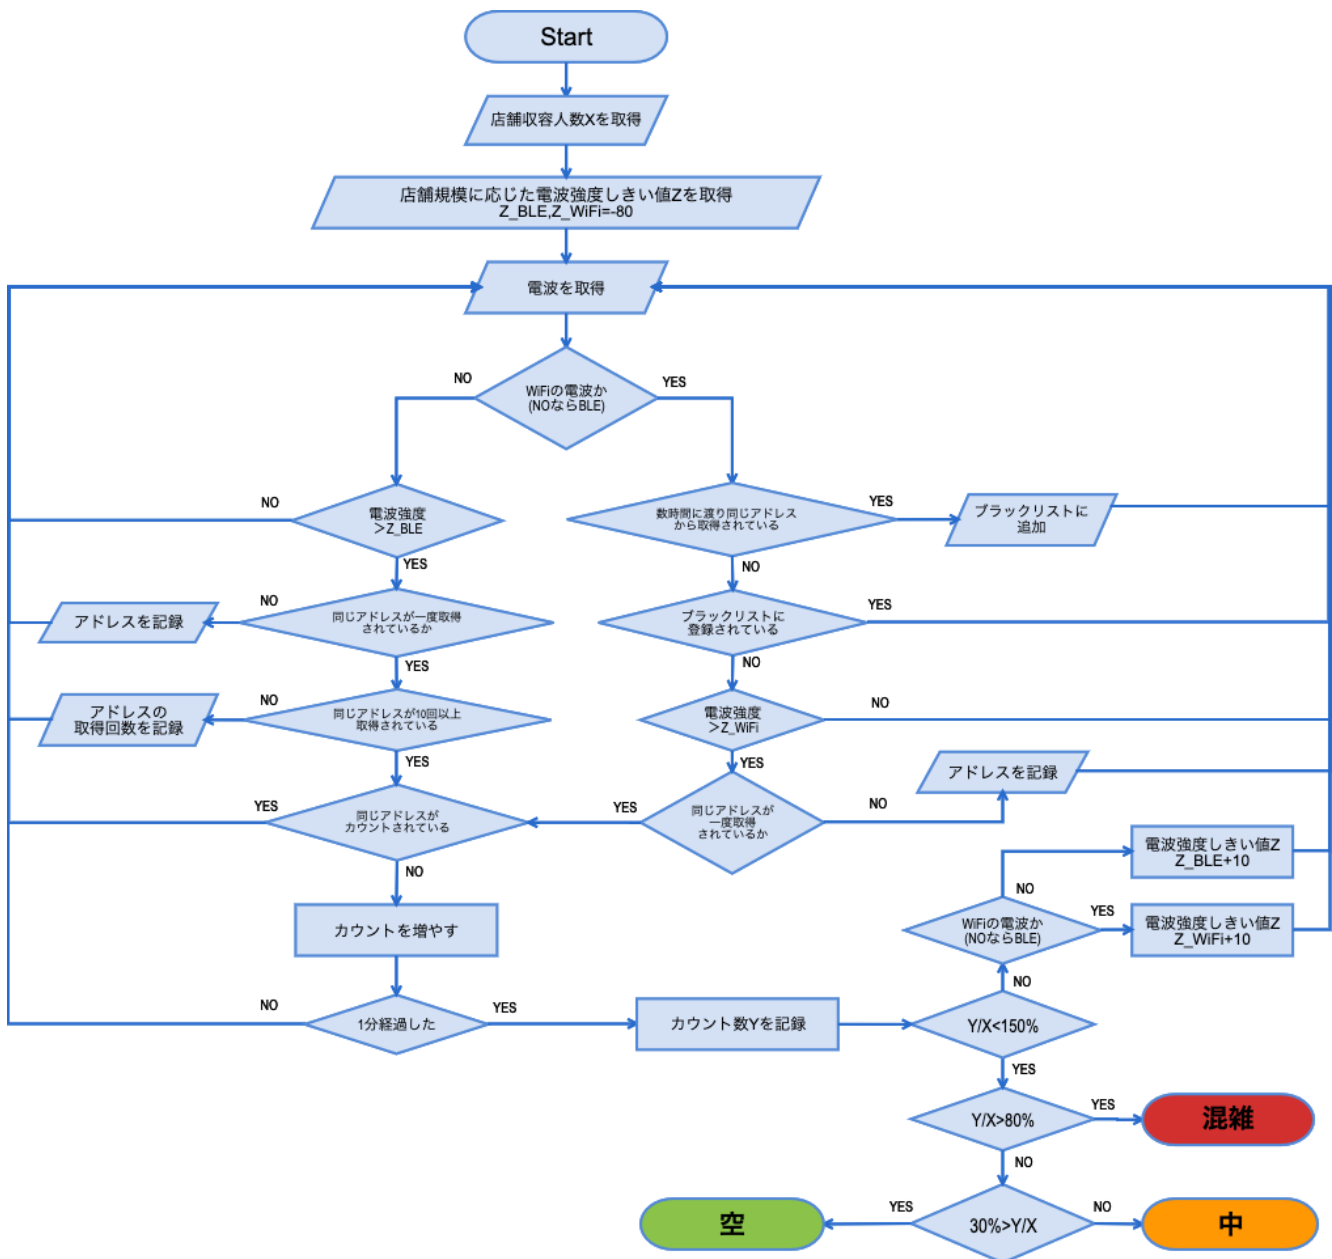 Start
店舗収容人数Xを取得
店舗規模に応じた電波強度しきい値Zを取得
Z_BLE,Z_WiFi=-80
電波を取得
NO
WiFiの電波か
(NOならBLE)
YES
NO
電波強度
＞Z_BLE
YES
数時間に渡り同じアドレス
から取得されている
YES
ブラックリストに
追加
NO
アドレスを記録
NO
同じアドレスが一度取得
されているか
YES
ブラックリストに
登録されている
YES
NO
アドレスの
取得回数を記録
NO
同じアドレスが10回以上
取得されている
YES
電波強度
＞Z_WiFi
NO
YES
アドレスを記録
YES
同じアドレスが
カウントされている
NO
YES
同じアドレスが
一度取得
されているか
NO
電波強度しきい値Z
Z_BLE+10
NO
WiFiの電波か
(NOならBLE)
YES
電波強度しきい値Z
Z_WiFi+10
NO
カウントを増やす
NO
1分経過した
YES
カウント数Yを記録
Y/X<150%
YES
Y/X>80%
YES
混雑
NO
空
YES
30%>Y/X
NO
中